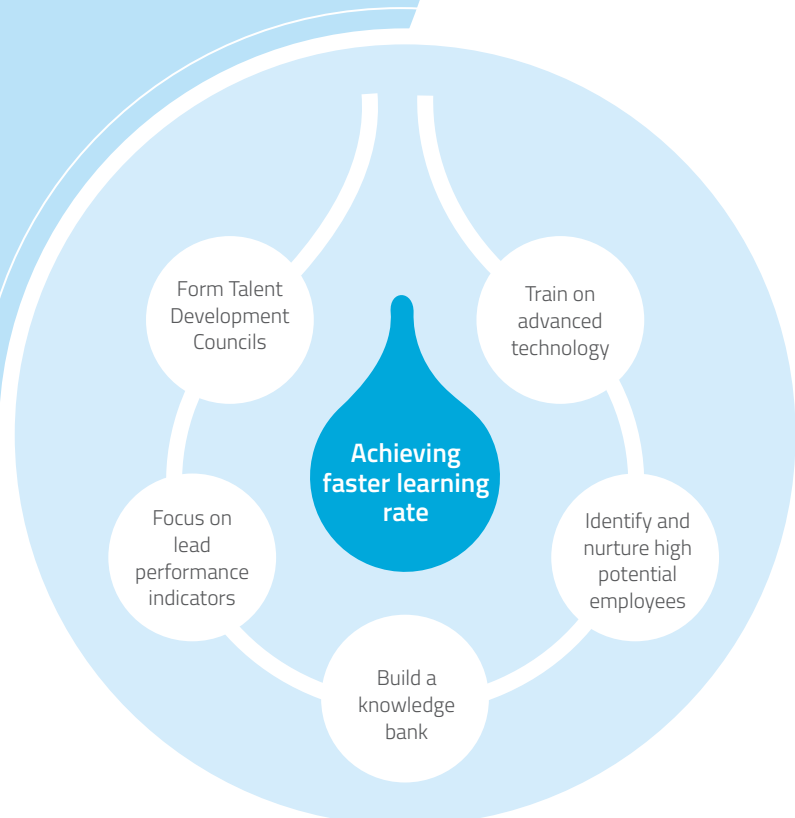 Form Talent
Development
Councils
Train on
advanced
technology
Achieving
faster learning
rate
Focus on
lead
performance
indicators
Identify and
nurture high
potential
employees
Build a
knowledge
bank